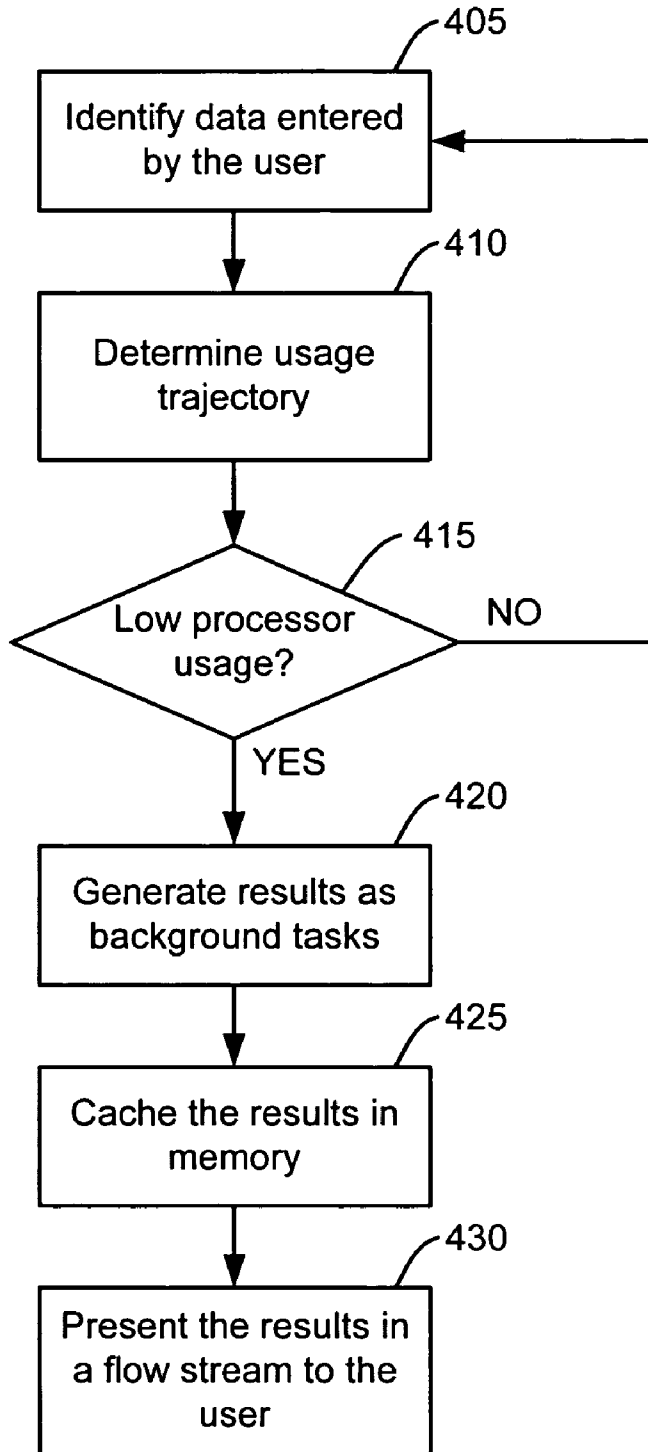 405
Identify data entered
by the user
410
Determine usage
trajectory
415
Low processor
usage?
NO
YES
420
Generate results as
background tasks
425
Cache the results in
memory
430
Present the results in
a flow stream to the
user